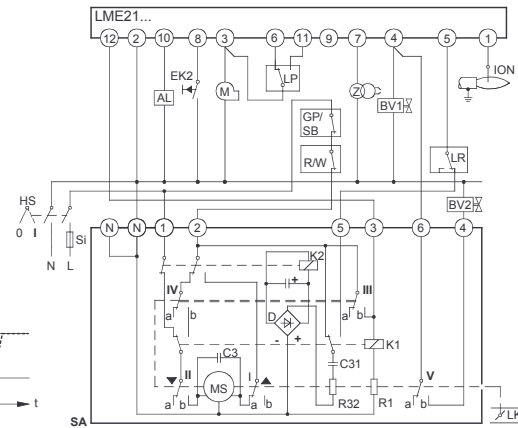 LME21...
12 2 10 8 3 6 11 9 7 4 5 1
EK2
LP
ION
AL
M
Z
BV1
GP/
SB
R/W
LR
HS
BV2
0 I
Si
N L
N N 1 2 5 3 6 4
K2
+
IV
III
a b
a b
D
- +
K1
C3
C31
II
I
V
MS
a b
a b
R32
R1
a b
t
SA
LK